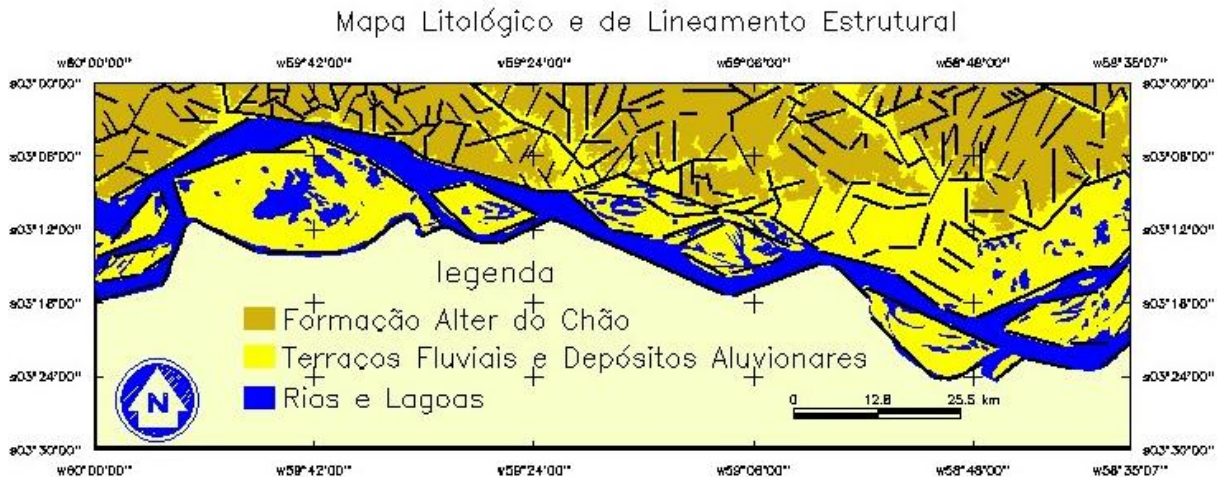 Mapa Litológico e de Lineamento Estrutural
w60°00'00" w59°42'00" w59°24'00" w59°06'00" w58°48'00" w58°35'07"
s03°00'00" s03°00'00"
s03°06'00" s03°06'00"
s03°12'00" s03°12'00"
legenda
s03°18'00" s03°18'00"
Formação Alter do Chão
Terraços Fluviais e Depósitos Aluvionares
s03°24'00" s03°24'00"
Rios e Lagoas
N
0 12.8 25.5 km
s03°30'00" s03°30'00"
w60°00'00" w59°42'00" w59°24'00" w59°06'00" w58°48'00" w58°35'07"